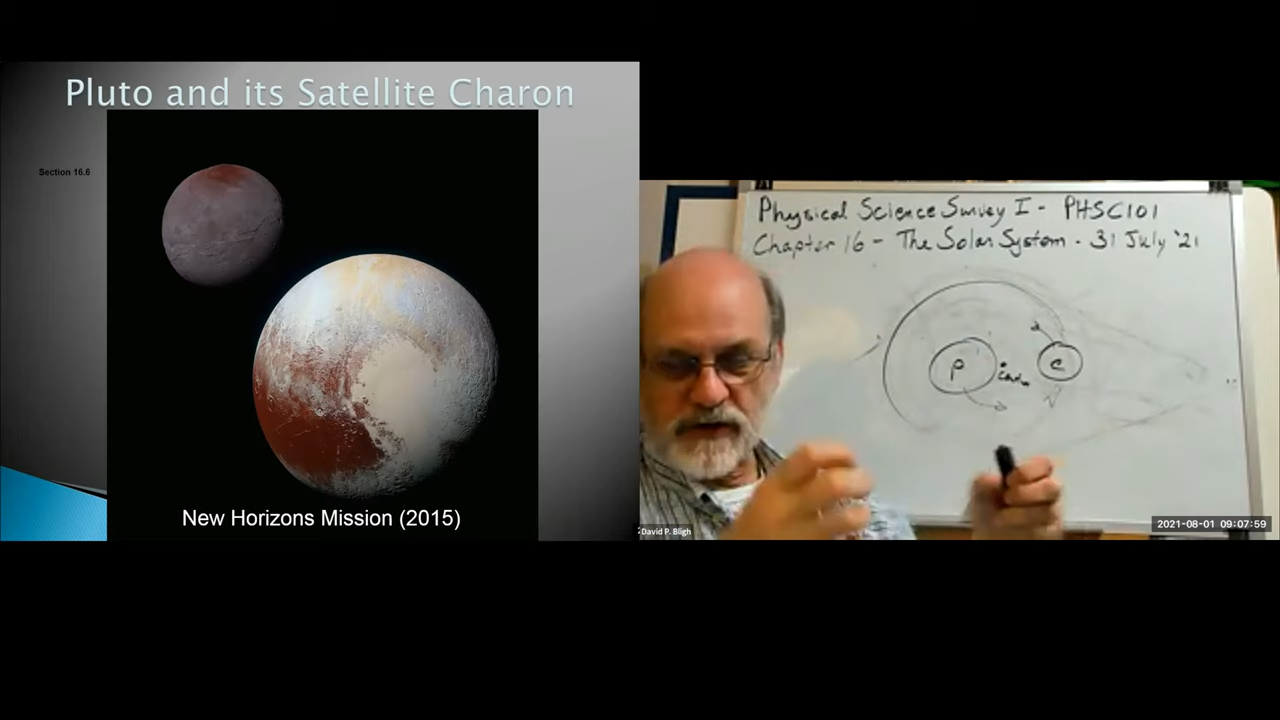 Pluto and its Satellite Charon
Section 16.6
New Horizons Mission (2015)
Physical Science Survey I - PHSC101
Chapter 16 - The Solar System - 31 July '21
P
C
David P. Bligh
2021-08-01 09:07:59